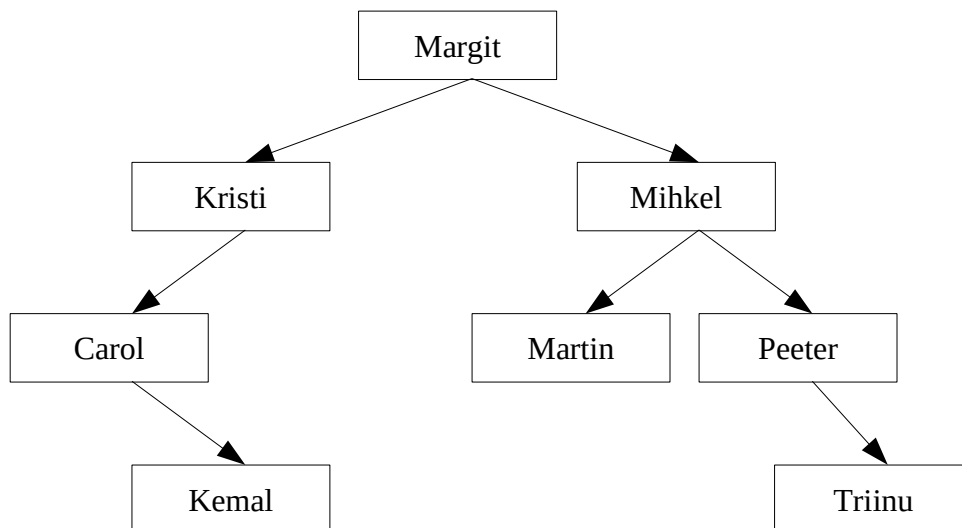 Margit
Kristi
Mihkel
Carol
Martin
Peeter
Kemal
Triinu